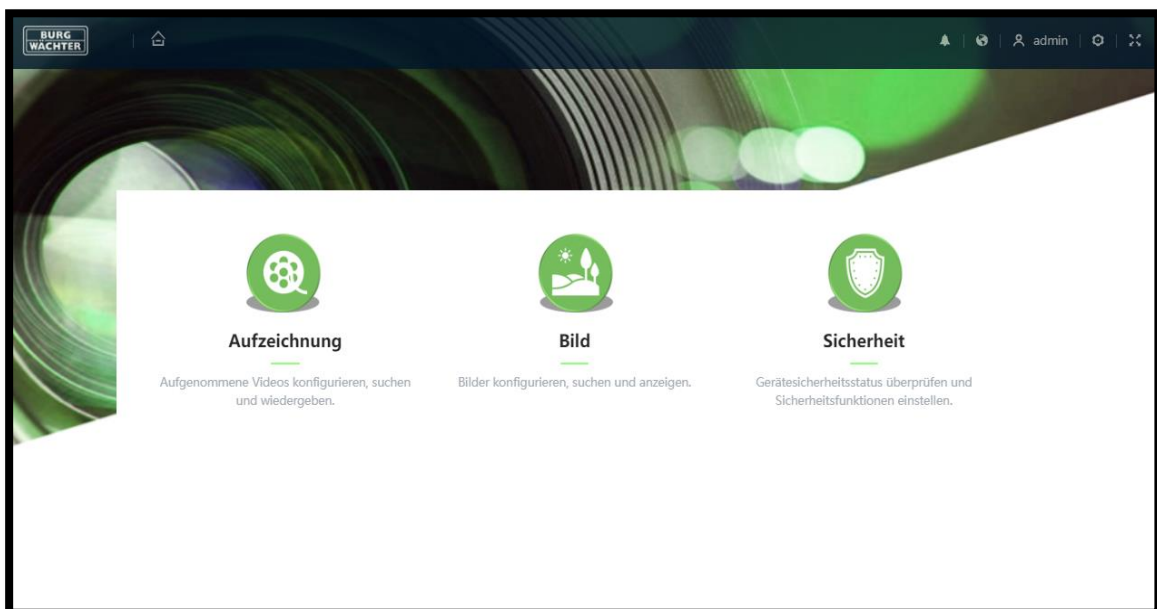 BURG
WÄCHTER
admin
Aufzeichnung
Aufgenommene Videos konfigurieren, suchen
und wiedergeben.
Bild
Bilder konfigurieren, suchen und anzeigen.
Sicherheit
Gerätesicherheitsstatus überprüfen und
Sicherheitsfunktionen einstellen.